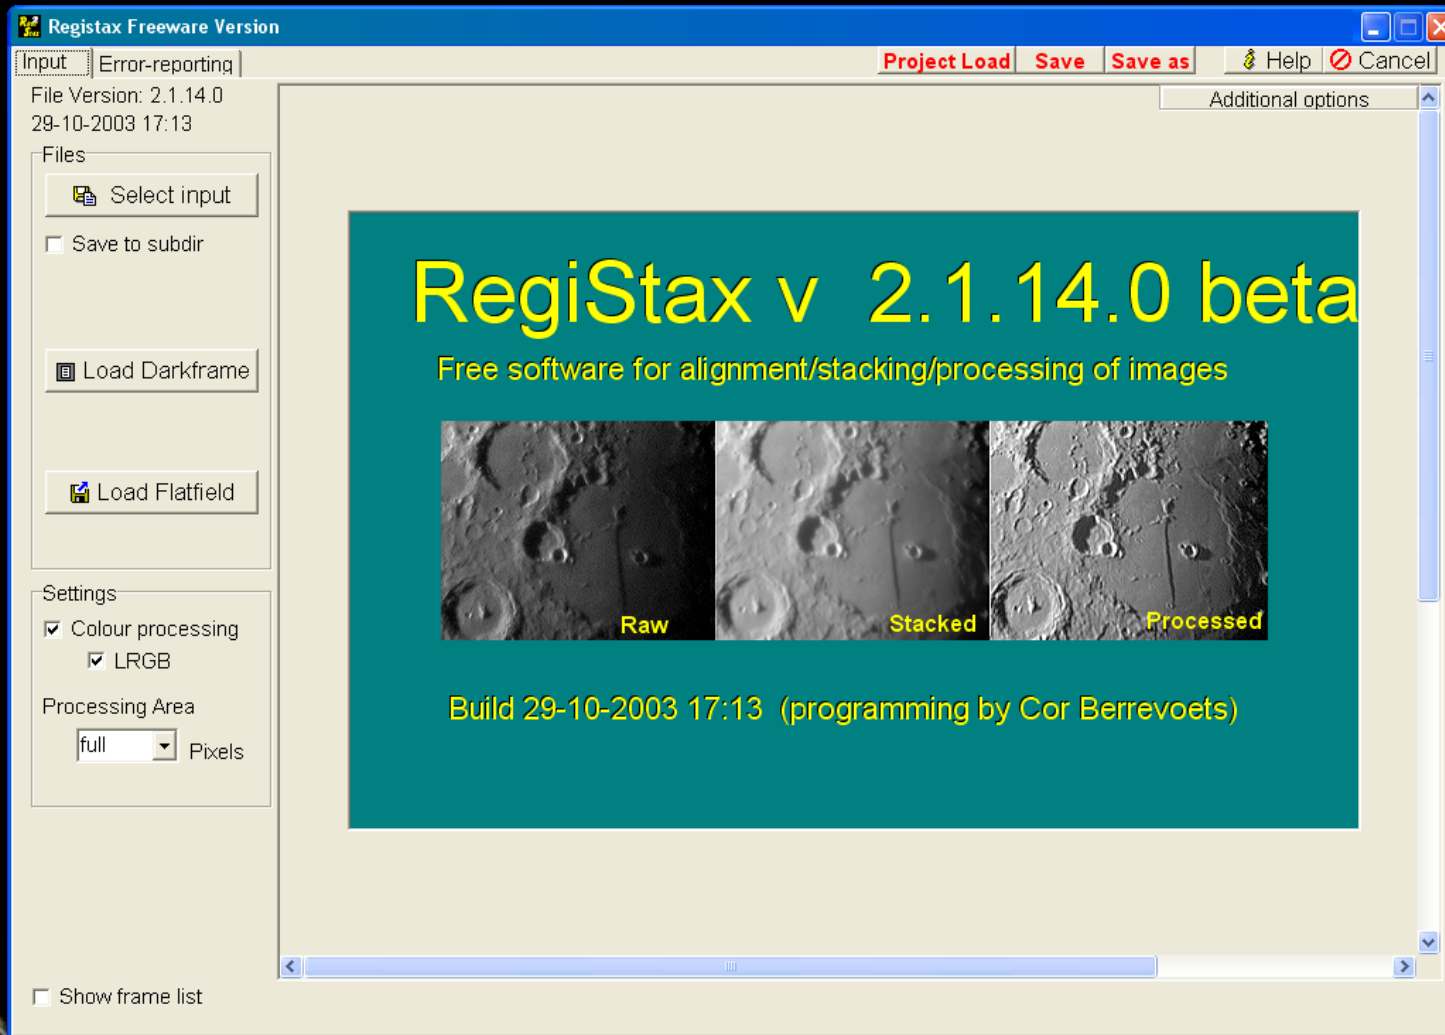 Registax Freeware Version
Input Error-reporting Project Load Save Save as Help Cancel
File Version: 2.1.14.0
29-10-2003 17:13
Additional options
Files
Select input
Save to subdir
Load Darkframe
Load Flatfield
RegiStax v 2.1.14.0 beta
Free software for alignment/stacking/processing of images
Raw
Stacked
Processed
Build 29-10-2003 17:13 (programming by Cor Berrevoets)
Settings
Colour processing
LRGB
Processing Area
full Pixels
Show frame list